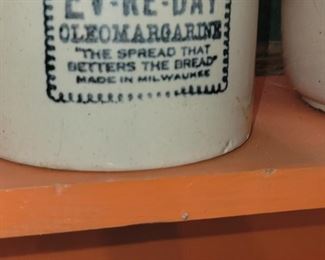 EV-RE-DAY
OLEOMARGARINE
"THE SPREAD THAT
BETTERS THE BREAD"
MADE IN MILWAUKEE